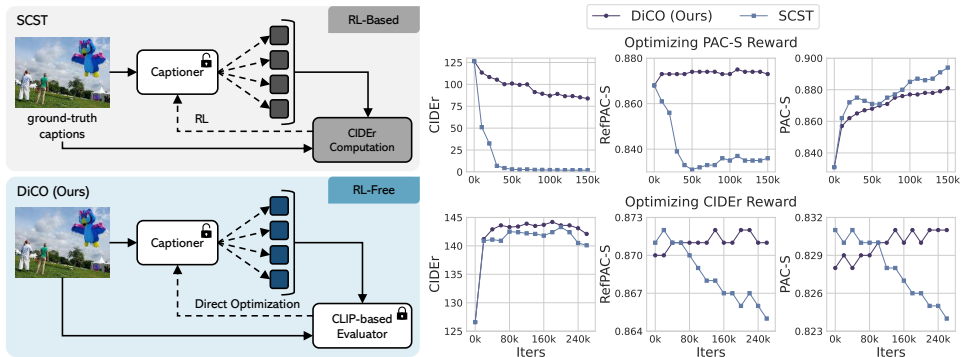 SCST
RL-Based
Captioner
ground-truth
captions
RL
CIDEr
Computation
DiCO (Ours)
RL-Free
Captioner
Direct Optimization
CLIP-based
Evaluator
DiCO (Ours)
SCST
Optimizing PAC-S Reward
CIDEr
125
100
75
50
25
0
0k
50k
100k
150k
RefPAC-S
0.880
0.860
0.840
0k
50k
100k
150k
PAC-S
0.900
0.880
0.860
0.840
0k
50k
100k
150k
Optimizing CIDEr Reward
CIDEr
145
140
135
130
125
0k
80k
160k
240k
Iters
RefPAC-S
0.873
0.870
0.867
0.864
0k
80k
160k
240k
Iters
PAC-S
0.832
0.829
0.826
0.823
0k
80k
160k
240k
Iters